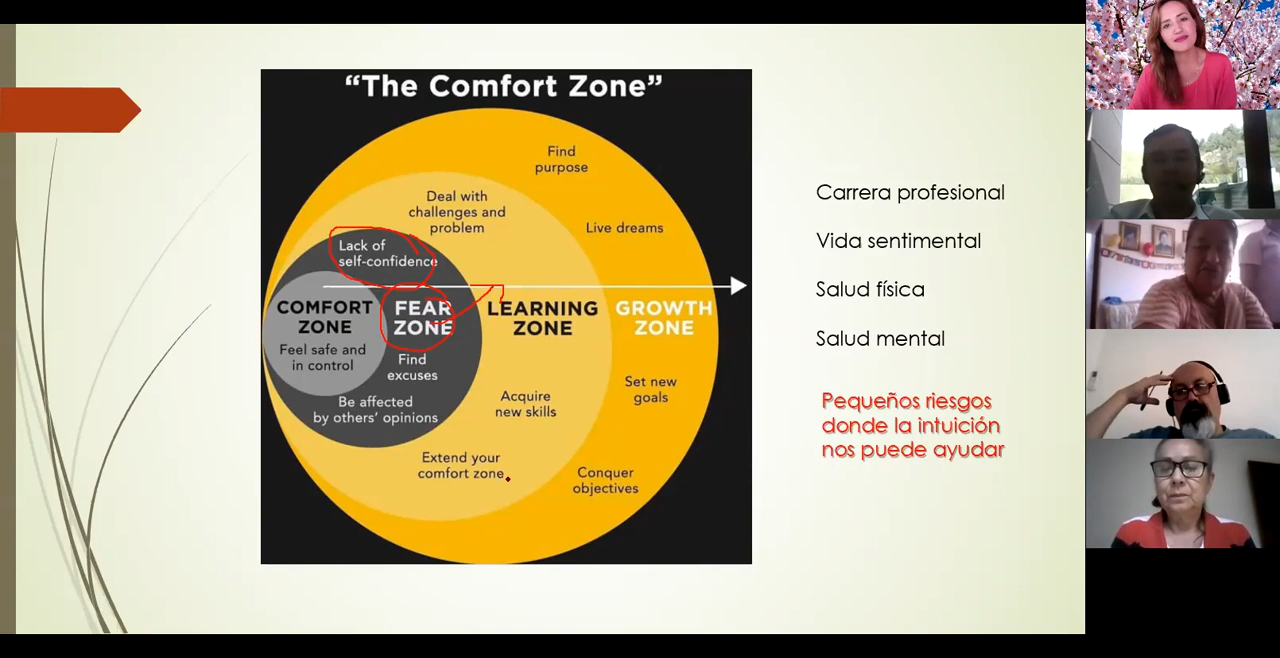 “The Comfort Zone”
Find
purpose
Deal with
challenges and
problem
Live dreams
Lack of
self-confidence
COMFORT
ZONE
Feel safe and
in control
FEAR
ZONE
Find
excuses
Be affected
by others’ opinions
LEARNING
ZONE
Acquire
new skills
Extend your
comfort zone
GROWTH
ZONE
Set new
goals
Conquer
objectives
Carrera profesional
Vida sentimental
Salud física
Salud mental
Pequeños riesgos
donde la intuición
nos puede ayudar